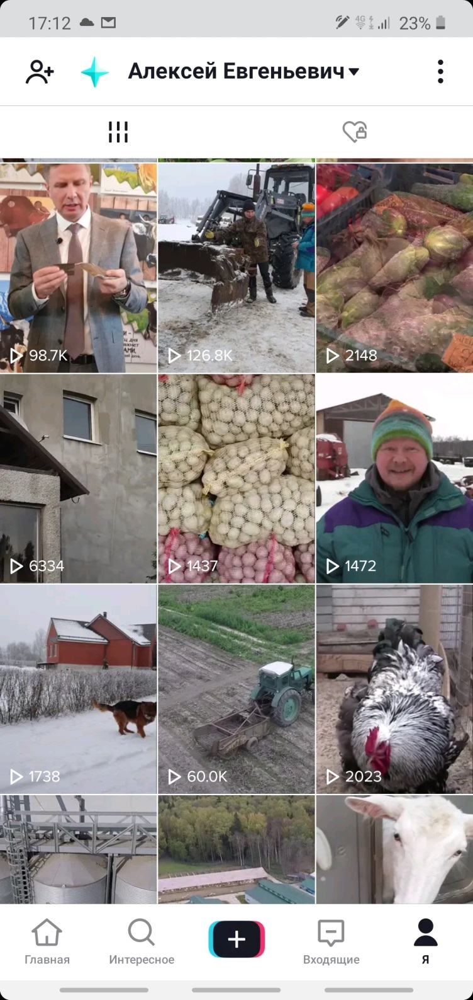 17:12
4G
23%
Алексей Евгеньевич
98.7K
126.8K
2148
6334
1437
1472
1738
60.0K
2023
Главная
Интересное
Входящие
Я